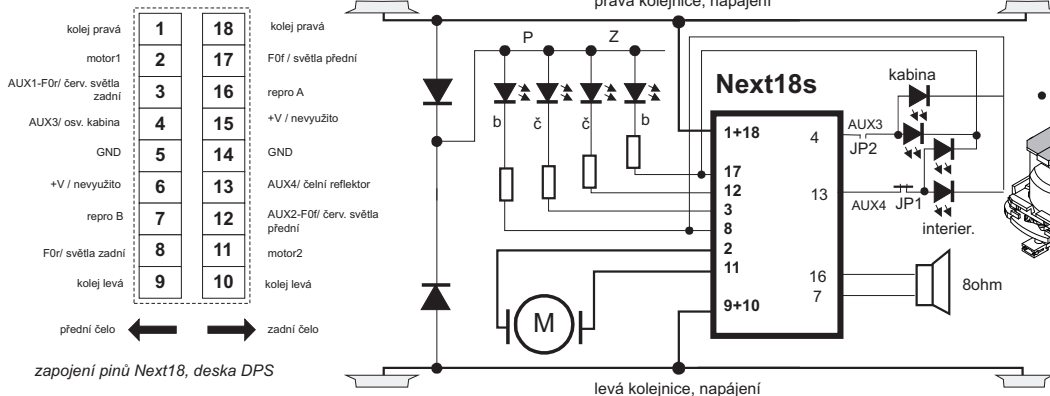 pravá kolejnice, napájení
kolej pravá 1 18 kolej pravá
motor1 2 17 F0f / světla přední
AUX1-F0r/ červ. světla
zadní
3 16 repro A
AUX3/ osv. kabina 4 15 +V / nevyužito
GND 5 14 GND
+V / nevyužito 6 13 AUX4/ čelní reflektor
repro B 7 12 AUX2-F0f/ červ. světla
přední
F0r/ světla zadní 8 11 motor2
kolej levá 9 10 kolej levá
přední čelo zadní čelo
zapojení pinů Next18, deska DPS
P Z
b č č b
Next18s
1+18
17
12
3
8
2
11
9+10
4
13
16
7
AUX3
JP2
AUX4 JP1
kabina
interier.
8ohm
M
levá kolejnice, napájení